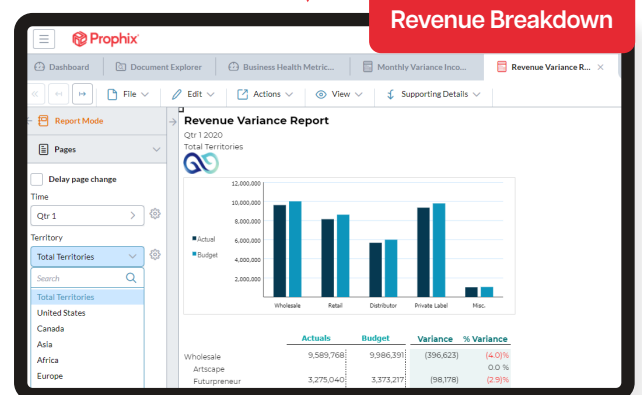 Revenue Breakdown
Prophix
Dashboard
Document Explorer
Business Health Metric...
Monthly Variance Inco...
Revenue Variance R... ×
File
Edit
Actions
View
Supporting Details
Report Mode
Pages
Delay page change
Time
Qtr 1
Territory
Total Territories
Search
Total Territories
United States
Canada
Asia
Africa
Europe
Revenue Variance Report
Qtr 1 2020
Total Territories
12,000,000
10,000,000
8,000,000
6,000,000
4,000,000
2,000,000
Actual
Budget
Wholesale Retail Distributor Private Label Misc.
Actuals Budget Variance % Variance
Wholesale 9,589,768 9,986,391 (396,623) (4.0)%
Artscape 0.0 %
Futurpreneur 3,275,040 3,373,217 (98,178) (2.9)%